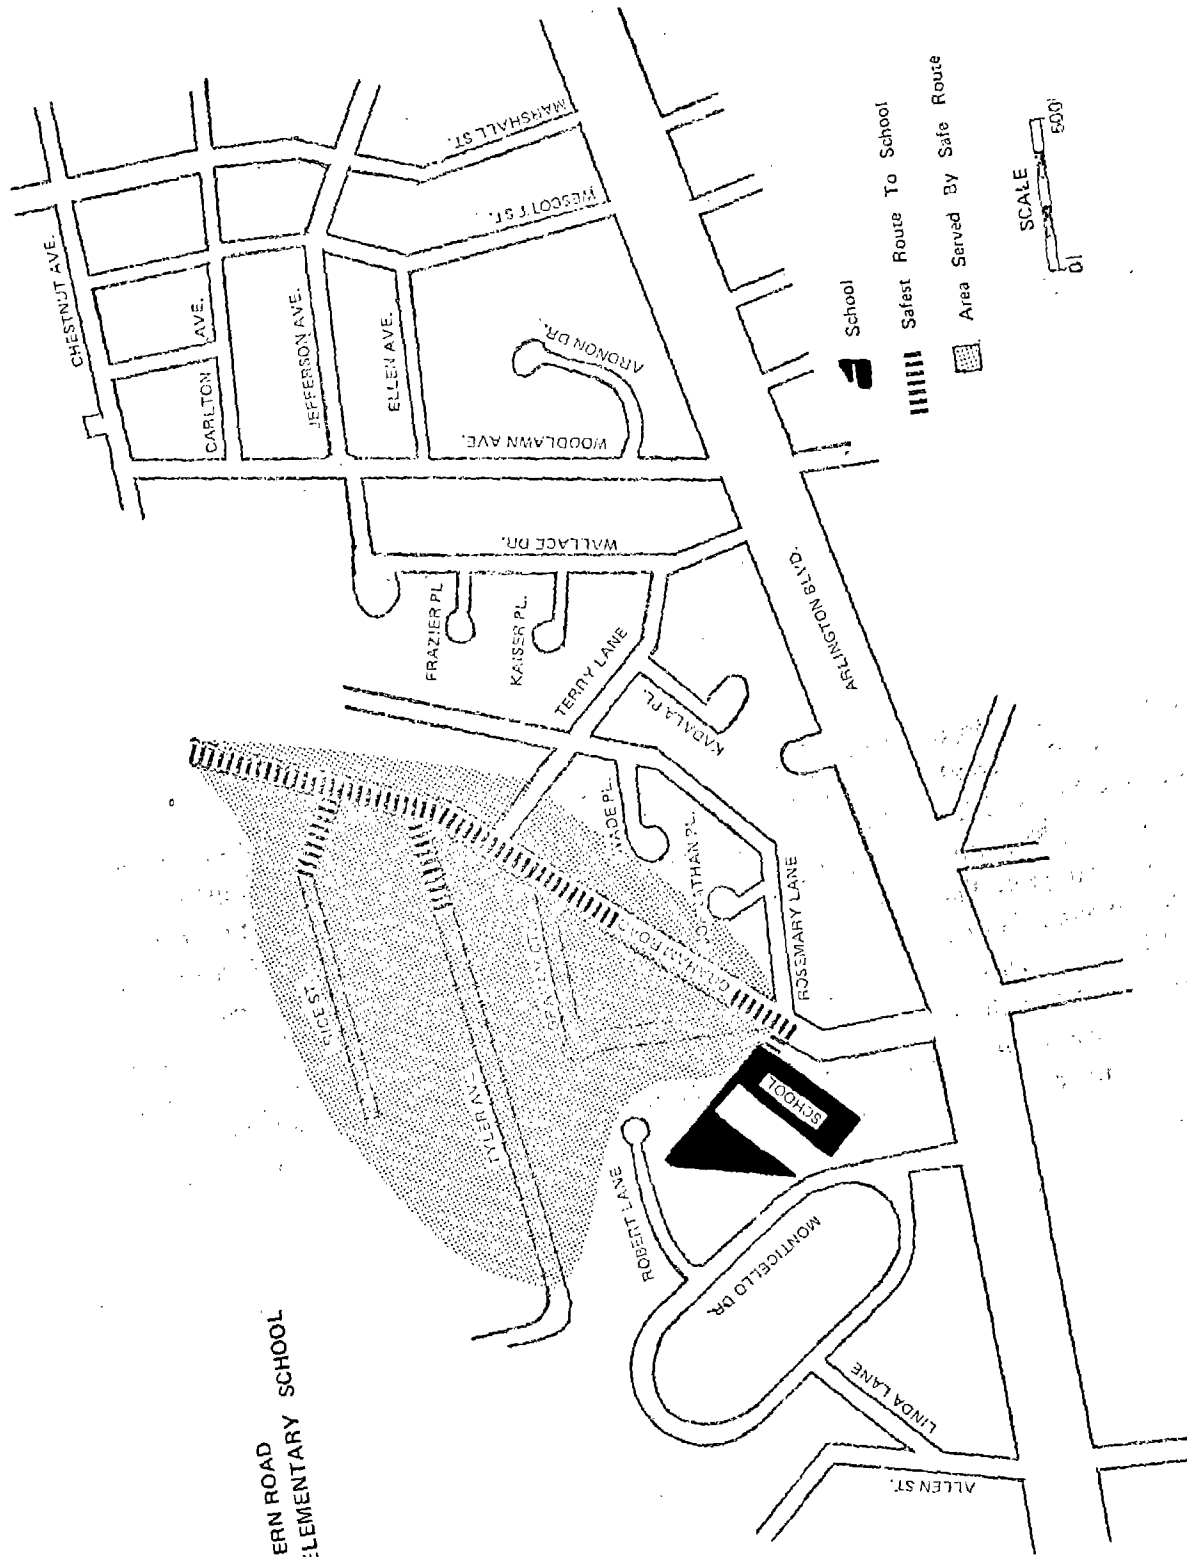 ERN ROAD
ELEMENTARY SCHOOL
CHESTNUT AVE.
CARLTON AVE.
JEFFERSON AVE.
ELLEN AVE.
MARSHALL ST.
WESCOTT ST.
ARDNON DR.
WOODLAWN AVE.
WALLACE DR.
FRAZIER PL.
KAISER PL.
TERRY LANE
KADALA PL.
ARLINGTON BLVD.
WADE PL.
ROSEMARY LANE
TYLER AVE
SCHOOL
ROBERT LANE
MONTICELLO DR.
LINDA LANE
ALLEN ST.
School
Safest Route To School
Area Served By Safe Route
SCALE
0
500